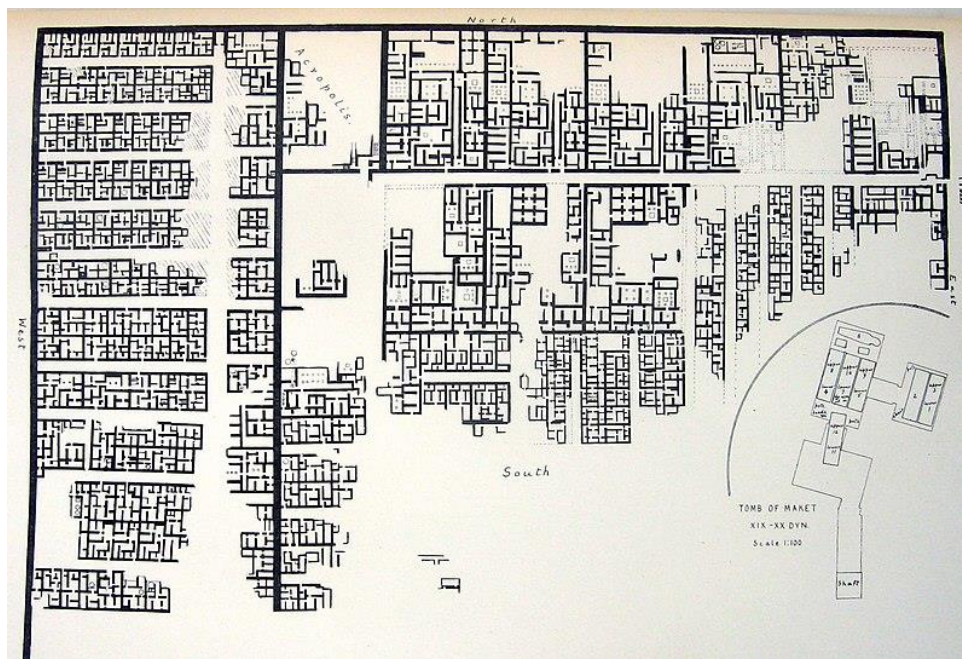 North
Acropolis.
West
East
South
TOMB OF MAKET
XIX-XX DYN.
Scale 1:100
Shaft